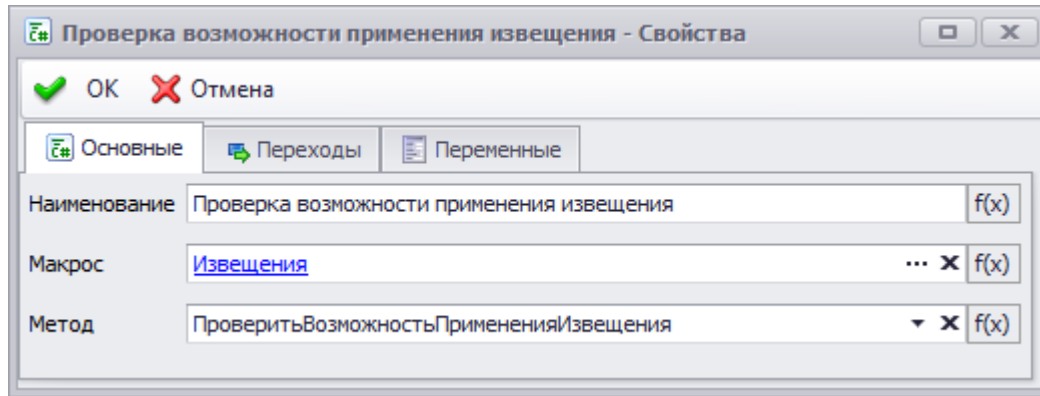 Проверка возможности применения извещения - Свойства
OK Отмена
Основные Переходы Переменные
Наименование Проверка возможности применения извещения f(x)
Макрос Извещения ... f(x)
Метод ПроверитьВозможностьПримененияИзвещения f(x)